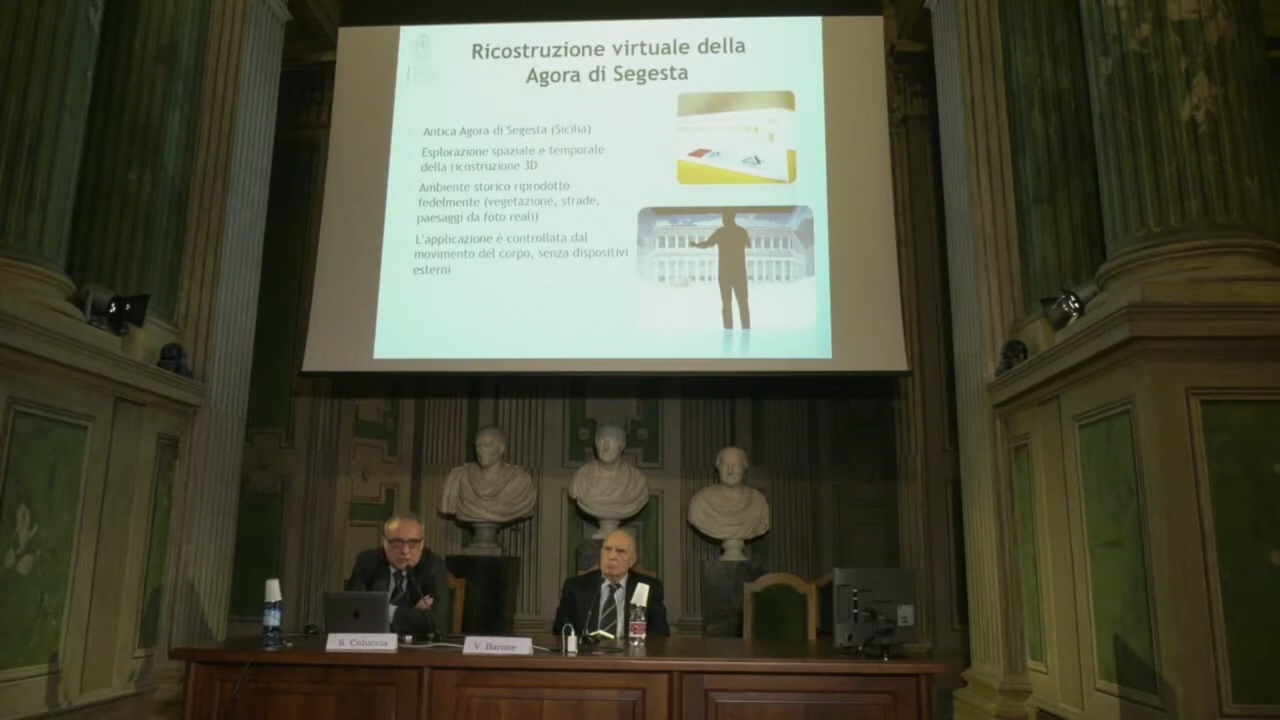 Ricostruzione virtuale della
Agora di Segesta
Antica Agora di Segesta (Sicilia)
Esplorazione spaziale e temporale
della ricostruzione 3D
Ambiente storico riprodotto
fedelmente (vegetazione, strade,
paesaggi da foto reali)
L'applicazione è controllata dal
movimento del corpo, senza dispositivi
esterni
S. Coluccia
V. Barone